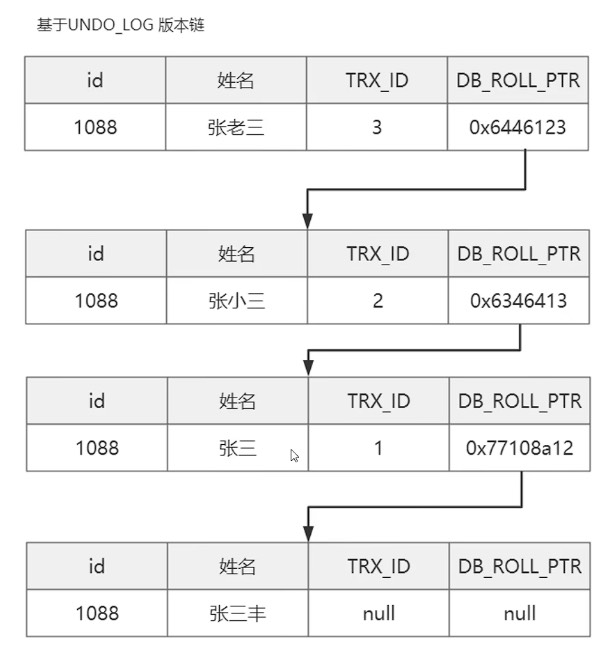 基于UNDO_LOG 版本链
id 姓名 TRX_ID DB_ROLL_PTR
1088 张老三 3 0x6446123
id 姓名 TRX_ID DB_ROLL_PTR
1088 张小三 2 0x6346413
id 姓名 TRX_ID DB_ROLL_PTR
1088 张三 1 0x77108a12
id 姓名 TRX_ID DB_ROLL_PTR
1088 张三丰 null null